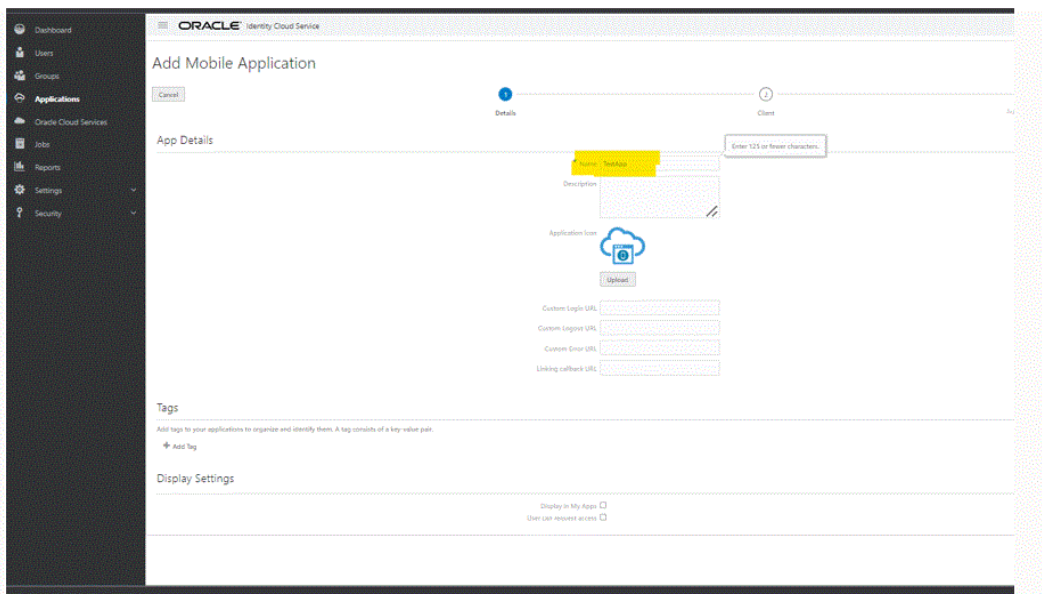 Dashboard
Users
Groups
Applications
Oracle Cloud Services
Jobs
Reports
Settings
Security
ORACLE Identity Cloud Service
Add Mobile Application
Cancel
1
2
Details
Client
App Details
Enter 125 or fewer characters.
* Name TestApp
Description
Application Icon
Upload
Custom Login URL
Custom Logout URL
Custom Error URL
Linking callback URL
Tags
Add tags to your applications to organize and identify them. A tag consists of a key-value pair.
Add Tag
Display Settings
Display in My Apps
User can request access